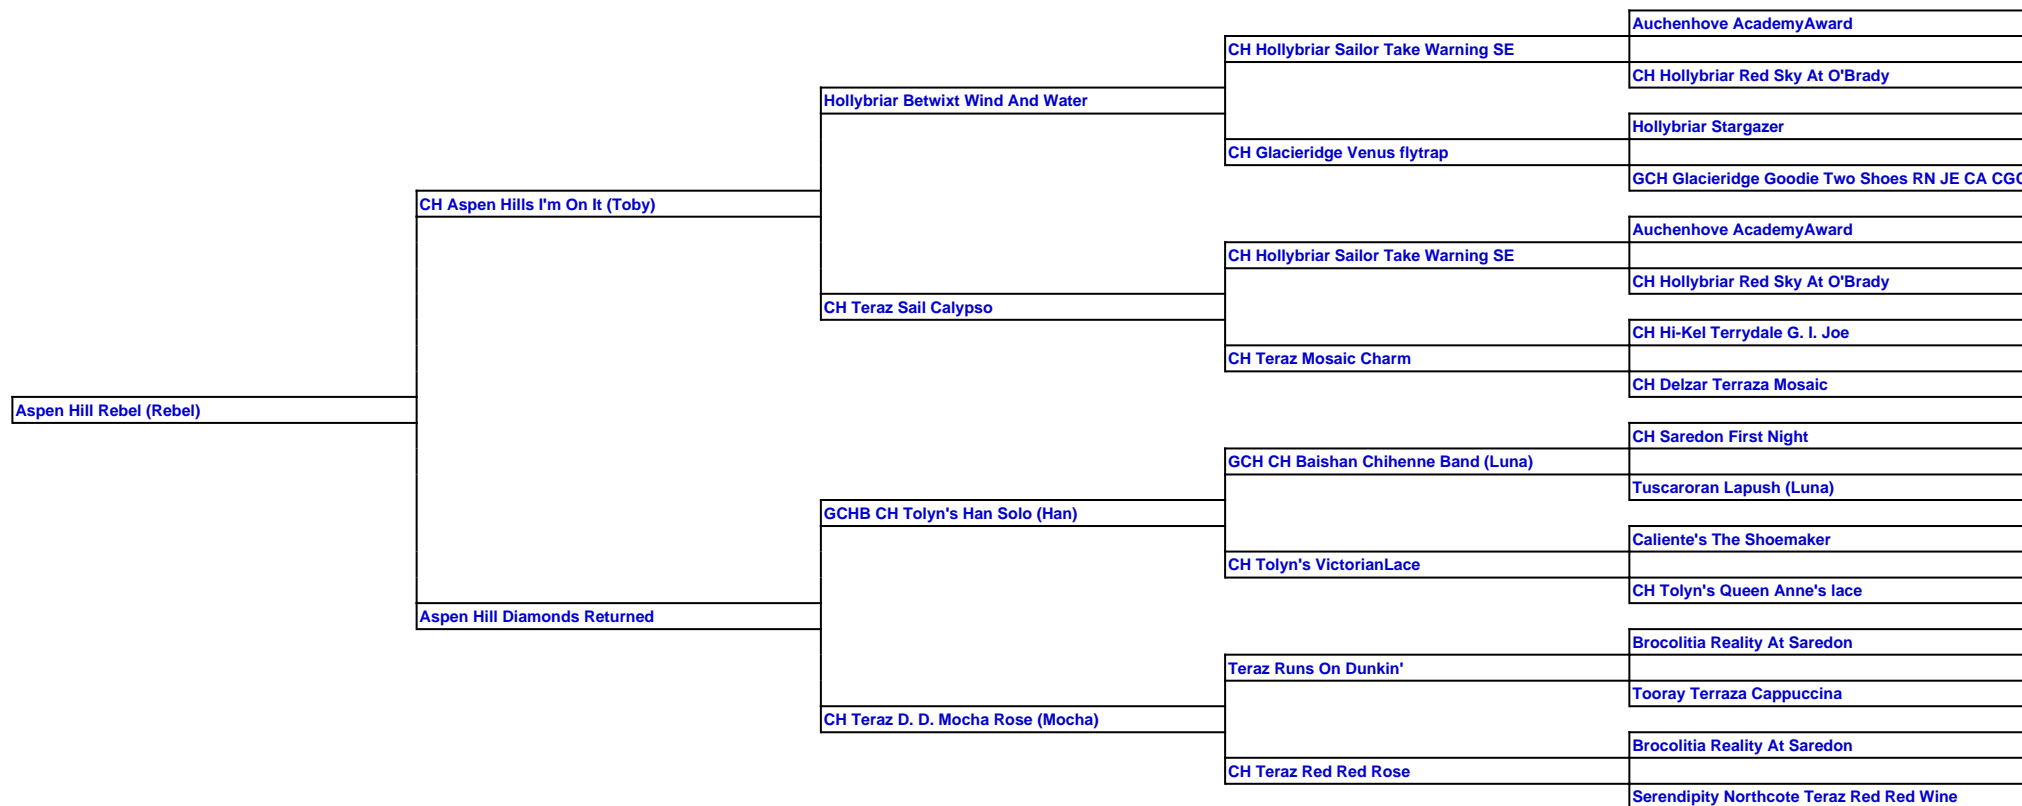 Auchenhove AcademyAward
CH Hollybriar Sailor Take Warning SE
CH Hollybriar Red Sky At O'Brady
Hollybriar Betwixt Wind And Water
Hollybriar Stargazer
CH Glacieridge Venus flytrap
GCH Glacieridge Goodie Two Shoes RN JE CA CGC
CH Aspen Hills I'm On It (Toby)
Auchenhove AcademyAward
CH Hollybriar Sailor Take Warning SE
CH Hollybriar Red Sky At O'Brady
CH Teraz Sail Calypso
CH Hi-Kel Terrydale G. I. Joe
CH Teraz Mosaic Charm
CH Delzar Terraza Mosaic
Aspen Hill Rebel (Rebel)
CH Saredon First Night
GCH CH Baishan Chihenne Band (Luna)
Tuscaroran Lapush (Luna)
GCHB CH Tolyn's Han Solo (Han)
Caliente's The Shoemaker
CH Tolyn's VictorianLace
CH Tolyn's Queen Anne's lace
Aspen Hill Diamonds Returned
Brocolitia Reality At Saredon
Teraz Runs On Dunkin'
Tooray Terraza Cappuccina
CH Teraz D. D. Mocha Rose (Mocha)
Brocolitia Reality At Saredon
CH Teraz Red Red Rose
Serendipity Northcote Teraz Red Red Wine